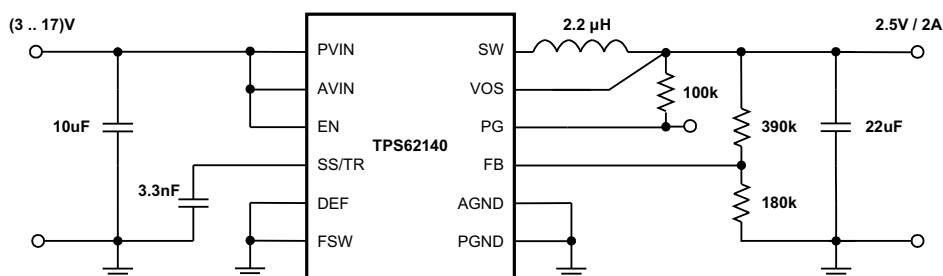 (3 .. 17)V
2.2 µH
2.5V / 2A
PVIN
SW
AVIN
VOS
100k
10uF
EN
PG
390k
22uF
TPS62140
SS/TR
FB
3.3nF
180k
DEF
AGND
FSW
PGND